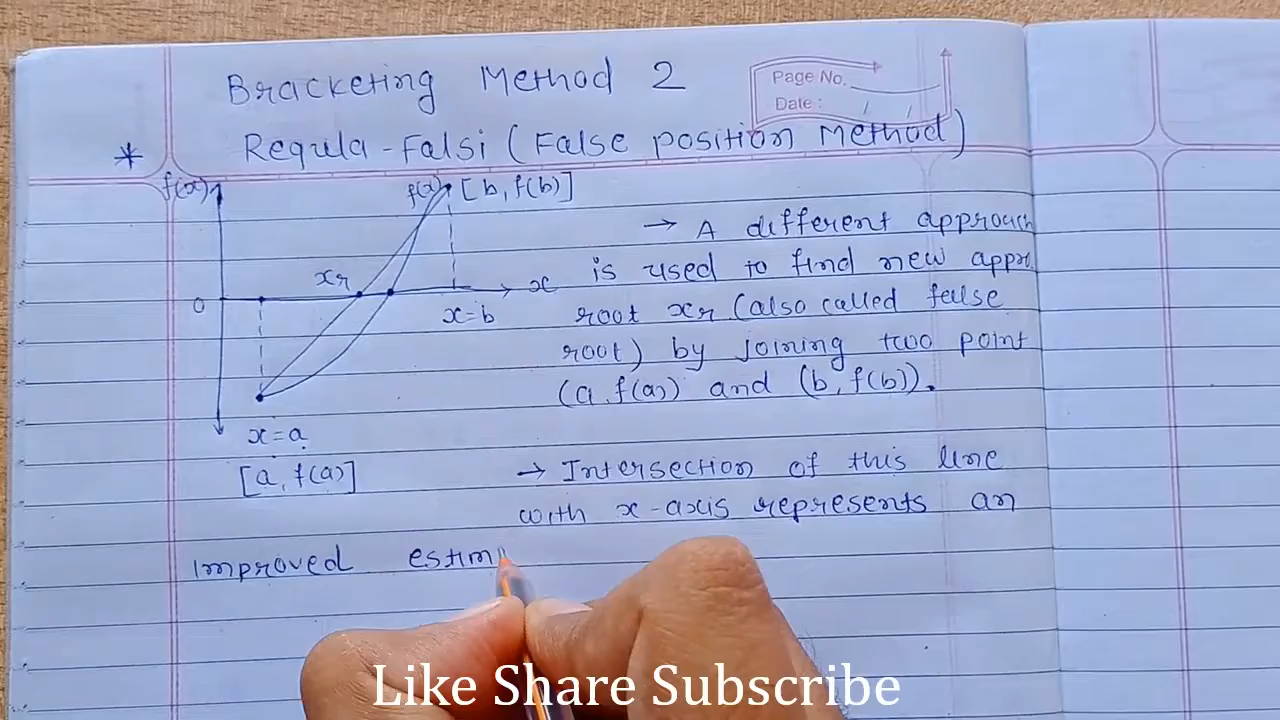 Bracketing Method 2
Page No.
Date :
* Regula-Falsi (False position Method)
f(x)
f(x) [b, f(b)]
→ A different approach
xr
x
is used to find new appr
0
x=b
root xr (also called false
root) by joining two point
(a, f(a)) and (b, f(b)).
x=a
[a, f(a)]
→ Intersection of this line
with x-axis represents an
improved estim
Like Share Subscribe